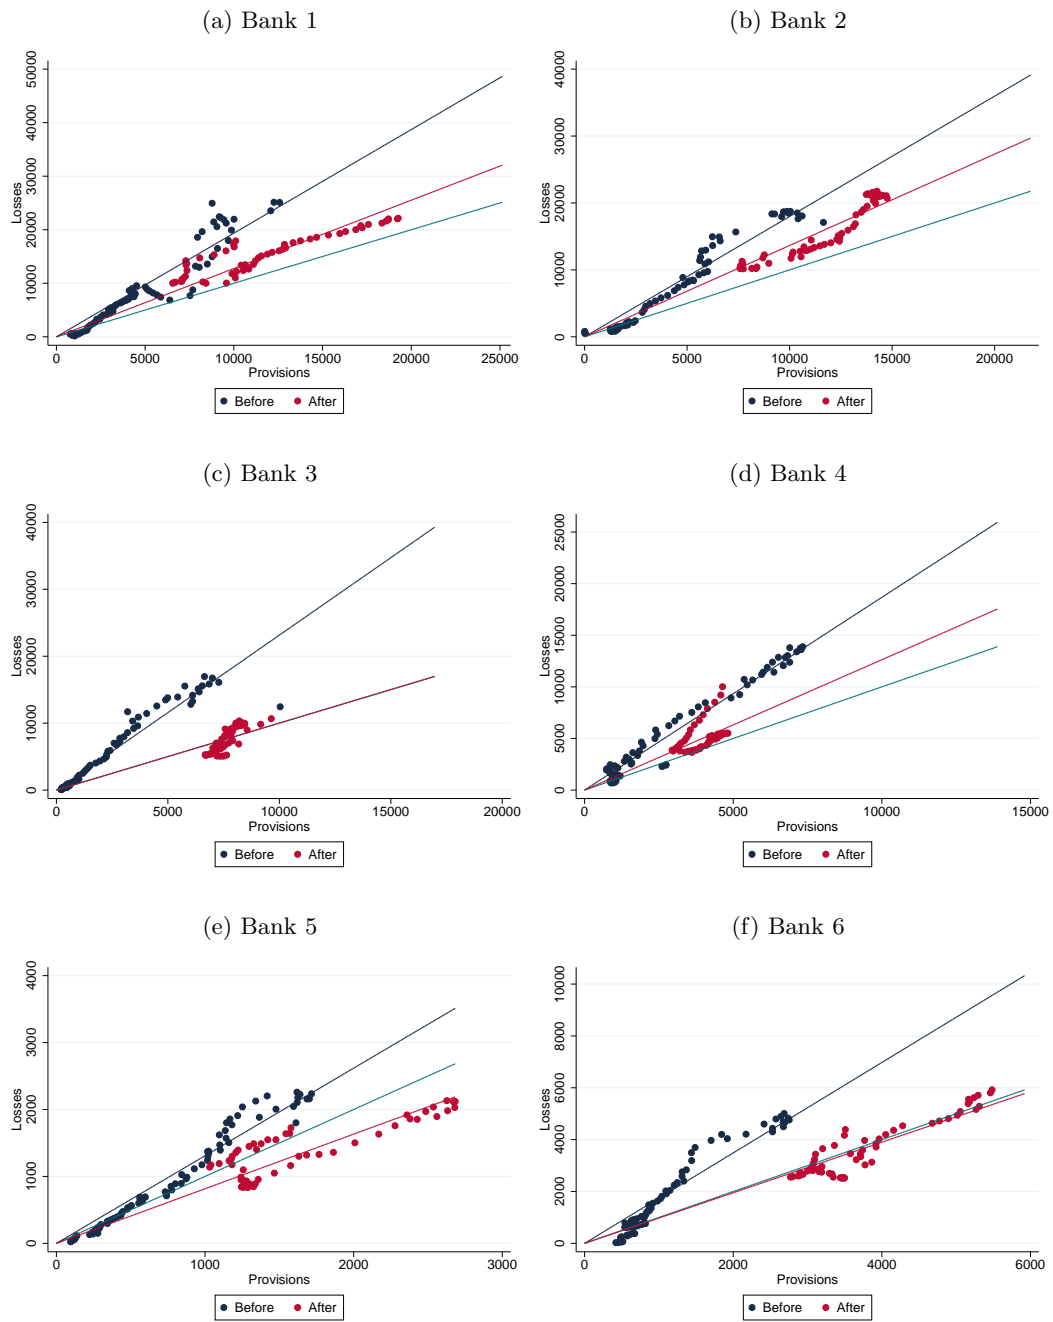 (a) Bank 1
(b) Bank 2
Losses
0 10000 20000 30000 40000 50000
0 5000 10000 15000 20000 25000
Provisions
Before After
Losses
0 10000 20000 30000 40000
0 5000 10000 15000 20000
Provisions
Before After
(c) Bank 3
(d) Bank 4
Losses
0 10000 20000 30000 40000
0 5000 10000 15000 20000
Provisions
Before After
Losses
0 5000 10000 15000 20000 25000
0 5000 10000 15000
Provisions
Before After
(e) Bank 5
(f) Bank 6
Losses
0 1000 2000 3000 4000
0 1000 2000 3000
Provisions
Before After
Losses
0 2000 4000 6000 8000 10000
0 2000 4000 6000
Provisions
Before After